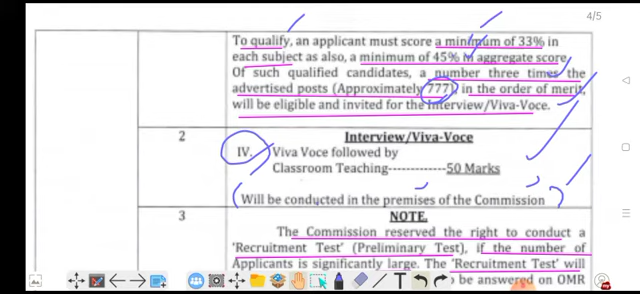 4/5
To qualify, an applicant must score a minimum of 33% in
each subject as also, a minimum of 45% in aggregate score.
Of such qualified candidates, a number three times the
advertised posts (Approximately 777), in the order of merit,
will be eligible and invited for the Interview/Viva-Voce.
2
Interview/Viva-Voce
IV. Viva Voce followed by
Classroom Teaching------------50 Marks
(Will be conducted in the premises of the Commission)
3
NOTE.
The Commission reserved the right to conduct a
'Recruitment Test' (Preliminary Test), if the number of
Applicants is significantly large. The 'Recruitment Test' will
be answered on OMR